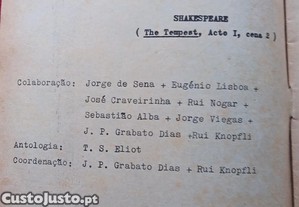 SHAKESPEARE
( The Tempest, Acto I, cena 2 )
Colaboração: Jorge de Sena + Eugénio Lisboa +
José Craveirinha + Rui Nogar +
Sebastião Alba + Jorge Viegas +
J. P. Grabato Dias +Rui Knopfli
Antologia: T. S. Eliot
Coordenação: J. P. Grabato Dias + Rui Knopfli
CustoJusto.pt